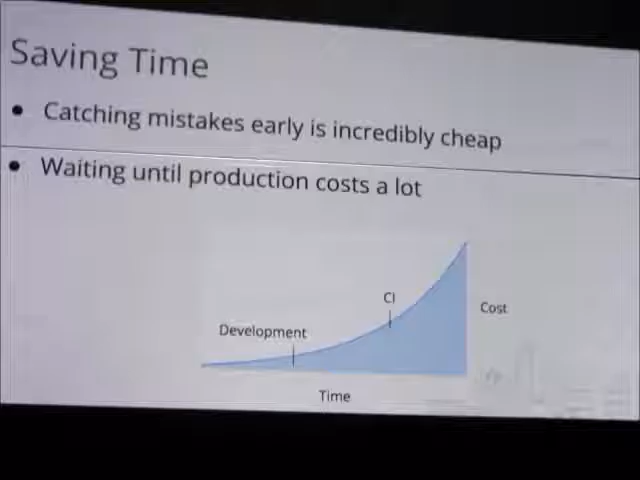 Saving Time
● Catching mistakes early is incredibly cheap
● Waiting until production costs a lot
CI
Cost
Development
Time